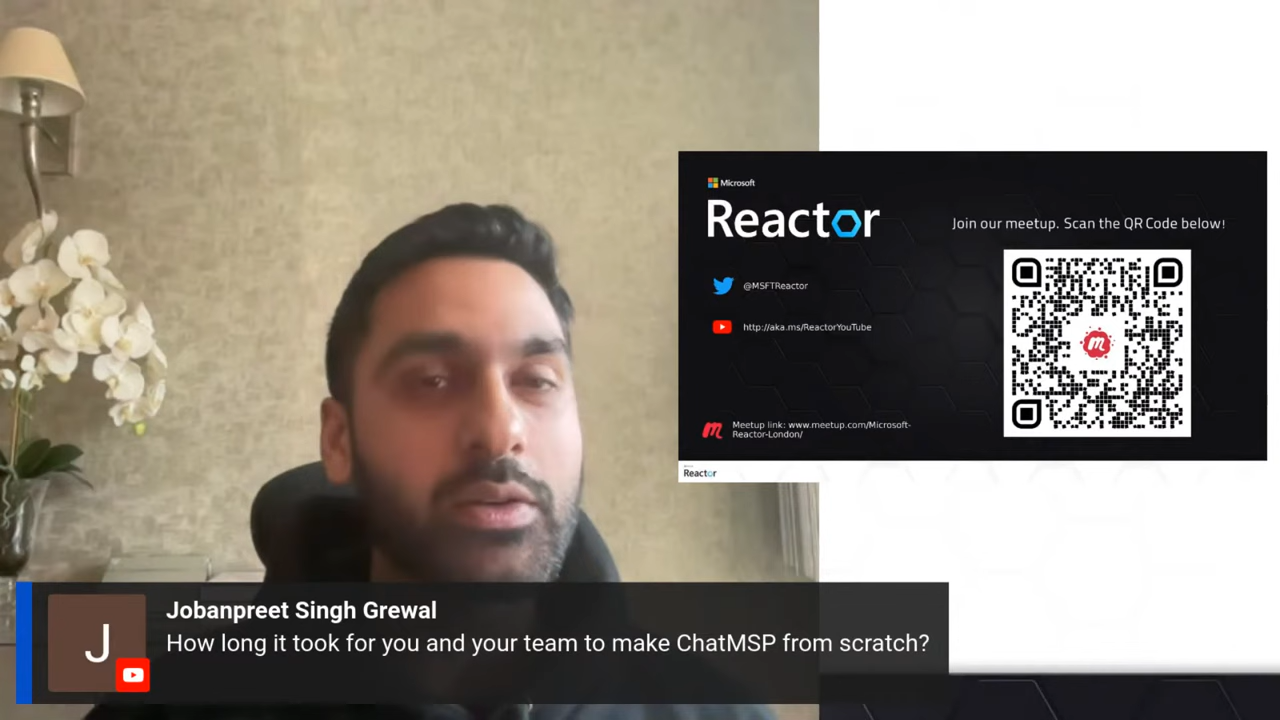 Microsoft
Reactor
Join our meetup. Scan the QR Code below!
@MSFTReactor
http://aka.ms/ReactorYouTube
Meetup link: www.meetup.com/Microsoft-
Reactor-London/
Reactor
J
Jobanpreet Singh Grewal
How long it took for you and your team to make ChatMSP from scratch?